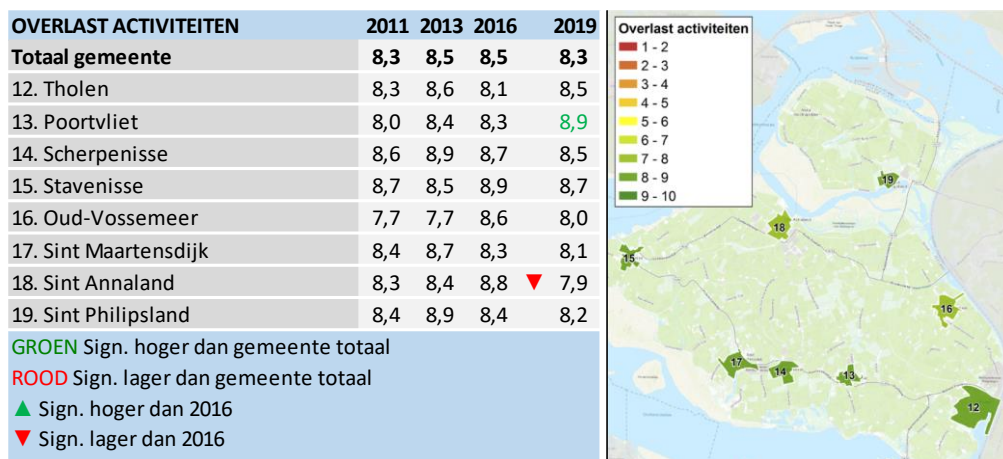 OVERLAST ACTIVITEITEN 2011 2013 2016 2019
Totaal gemeente 8,3 8,5 8,5 8,3
12. Tholen 8,3 8,6 8,1 8,5
13. Poortvliet 8,0 8,4 8,3 8,9
14. Scherpenisse 8,6 8,9 8,7 8,5
15. Stavenisse 8,7 8,5 8,9 8,7
16. Oud-Vossemeer 7,7 7,7 8,6 8,0
17. Sint Maartensdijk 8,4 8,7 8,3 8,1
18. Sint Annaland 8,3 8,4 8,8 ▼ 7,9
19. Sint Philipsland 8,4 8,9 8,4 8,2
GROEN Sign. hoger dan gemeente totaal
ROOD Sign. lager dan gemeente totaal
▲ Sign. hoger dan 2016
▼ Sign. lager dan 2016
Overlast activiteiten
1 - 2
2 - 3
3 - 4
4 - 5
5 - 6
6 - 7
7 - 8
8 - 9
9 - 10
19
18
15
16
17
14
13
12